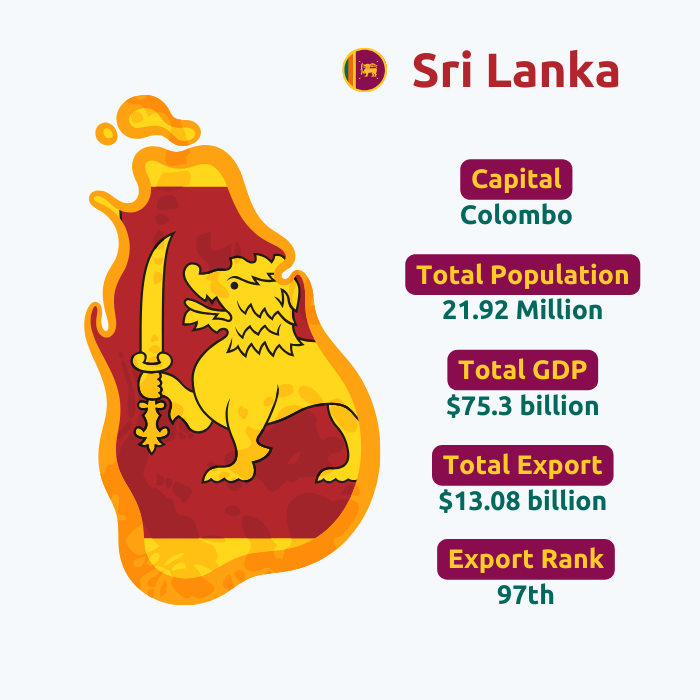 Sri Lanka
Capital
Colombo
Total Population
21.92 Million
Total GDP
$75.3 billion
Total Export
$13.08 billion
Export Rank
97th